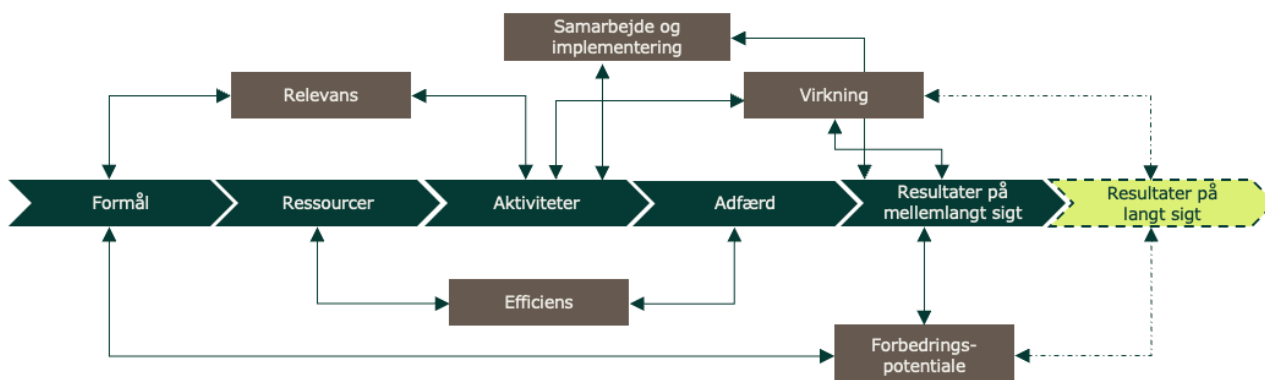 Samarbejde og
implementering
Relevans
Virkning
Formål
Ressourcer
Aktiviteter
Adfærd
Resultater på
mellemlangt sigt
Resultater på
langt sigt
Efficiens
Forbedrings-
potentiale